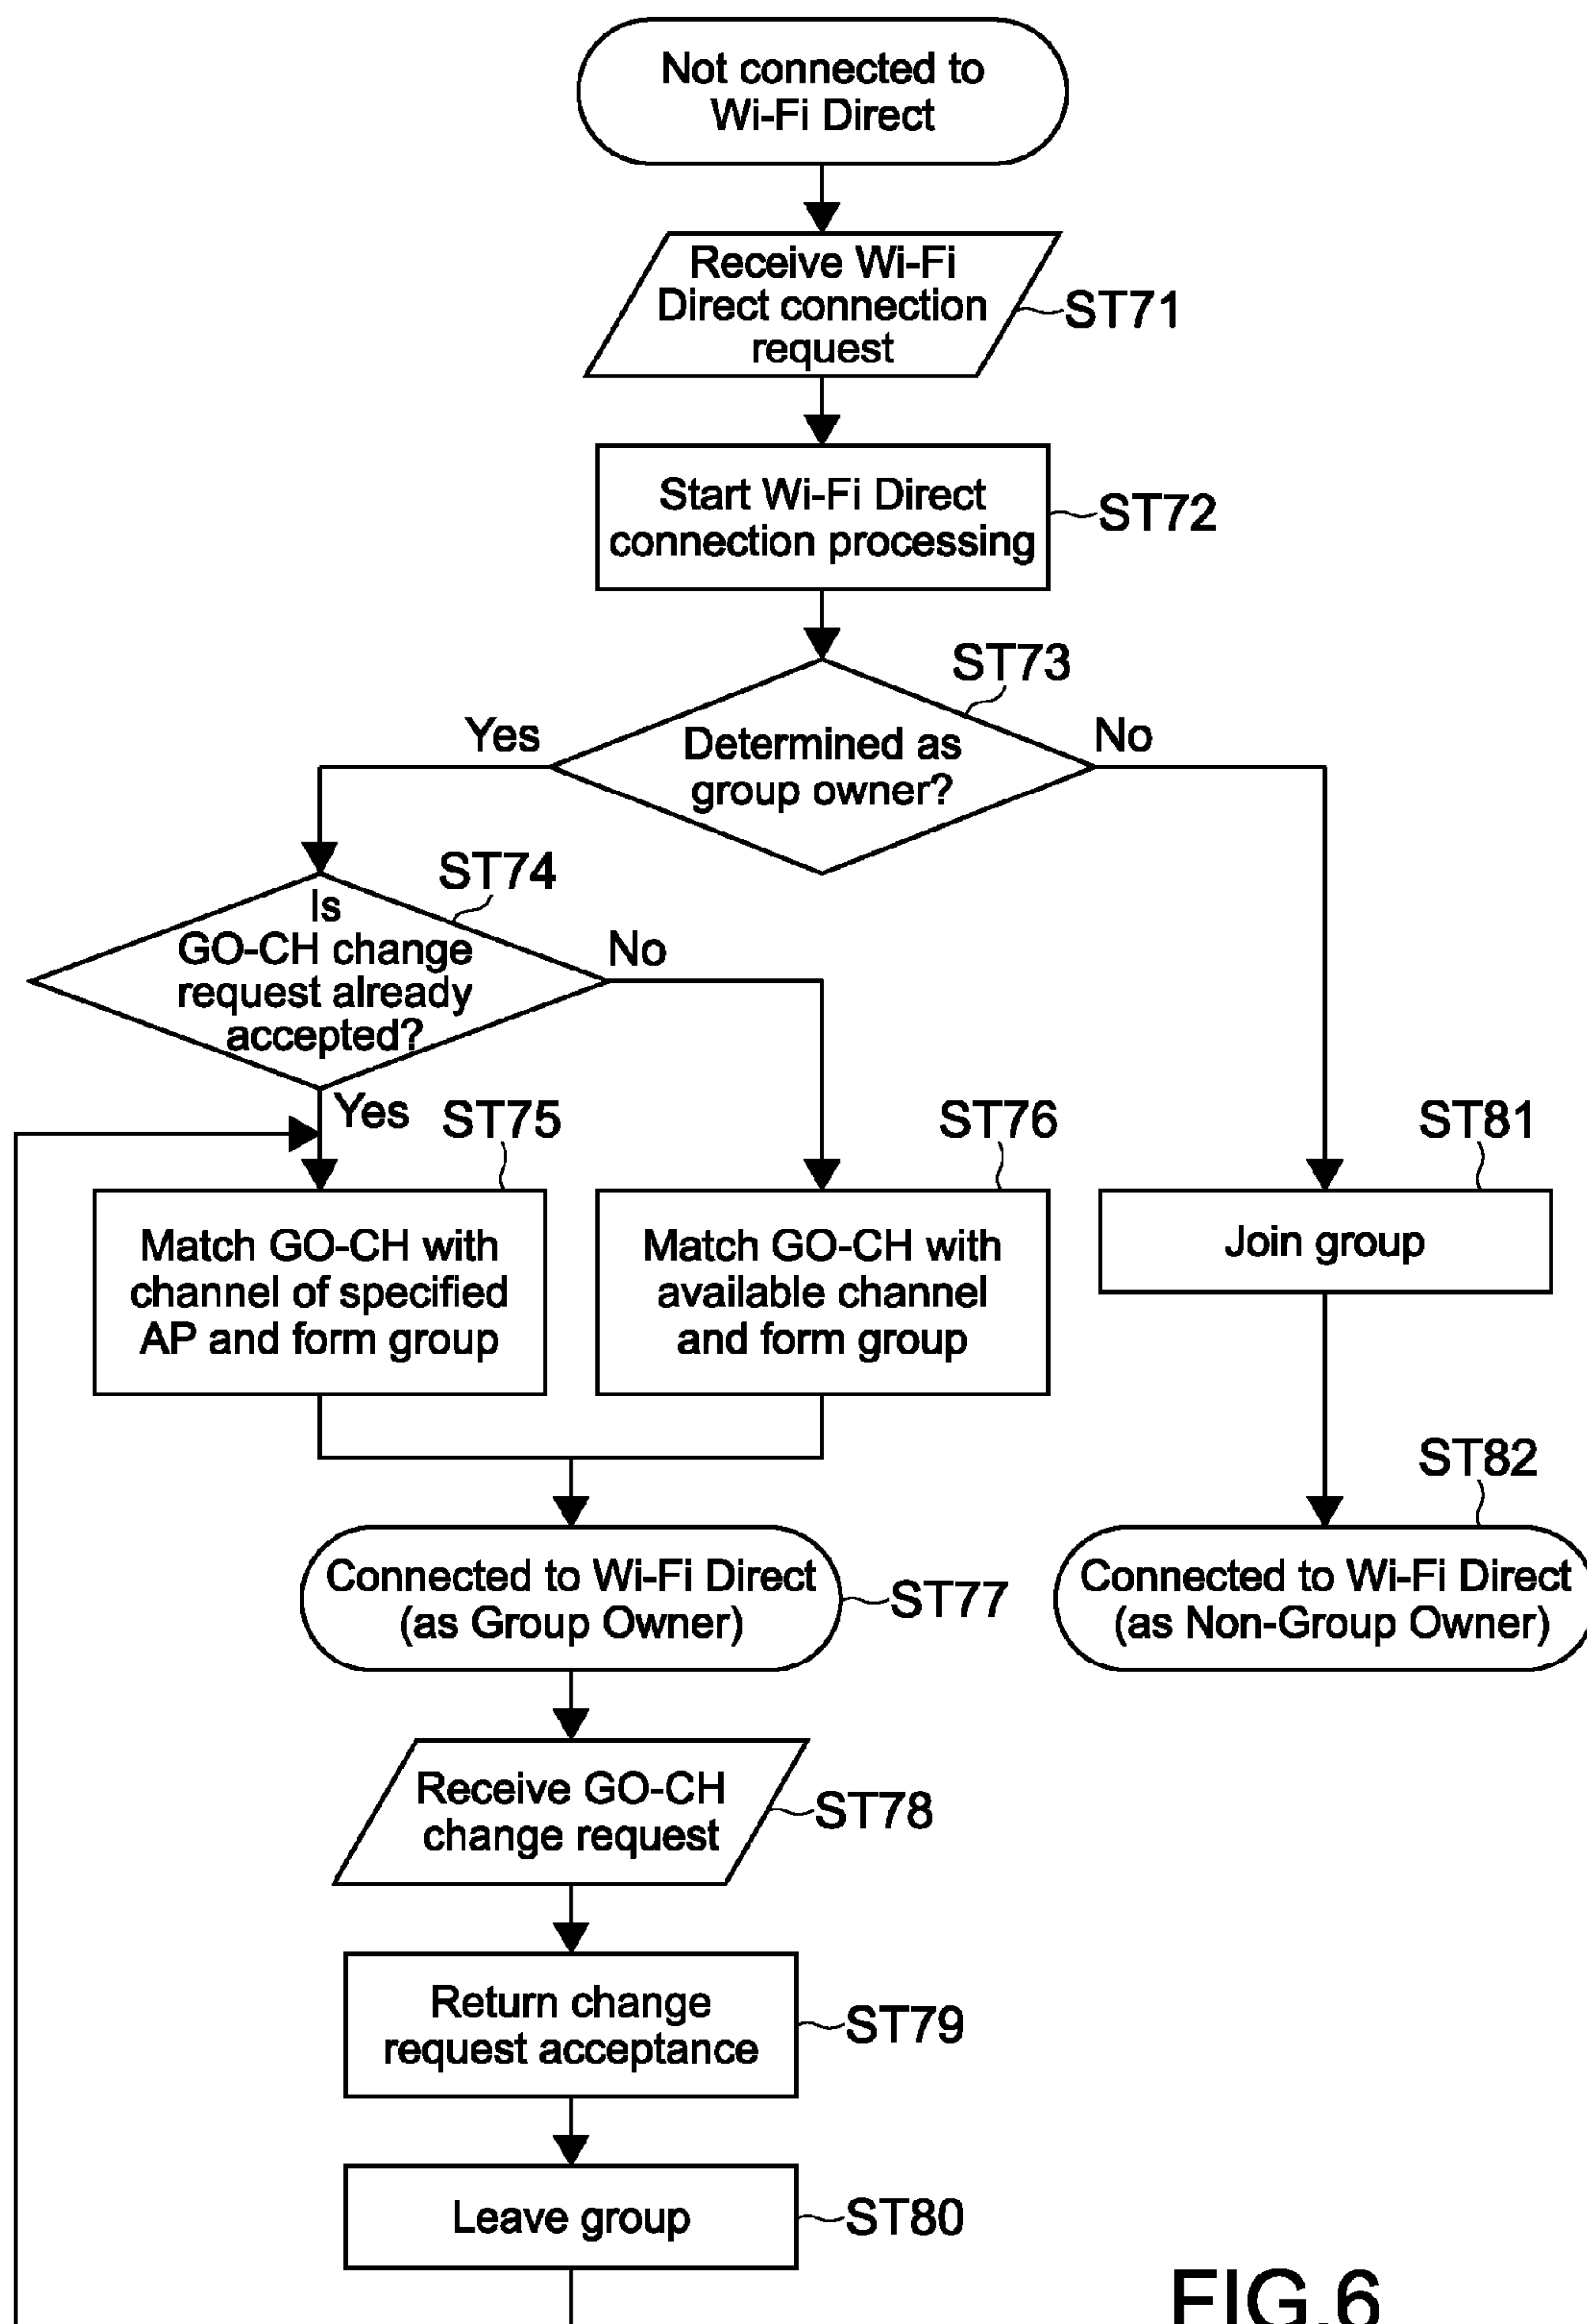 Not connected to
Wi-Fi Direct
Receive Wi-Fi
Direct connection
request
ST71
Start Wi-Fi Direct
connection processing
ST72
ST73
Yes
Determined as
group owner?
No
ST74
Is
GO-CH change
request already
accepted?
No
Yes
ST75
ST76
ST81
Match GO-CH with
channel of specified
AP and form group
Match GO-CH with
available channel
and form group
Join group
ST82
Connected to Wi-Fi Direct
(as Group Owner)
ST77
Connected to Wi-Fi Direct
(as Non-Group Owner)
Receive GO-CH
change request
ST78
Return change
request acceptance
ST79
Leave group
ST80
FIG.6